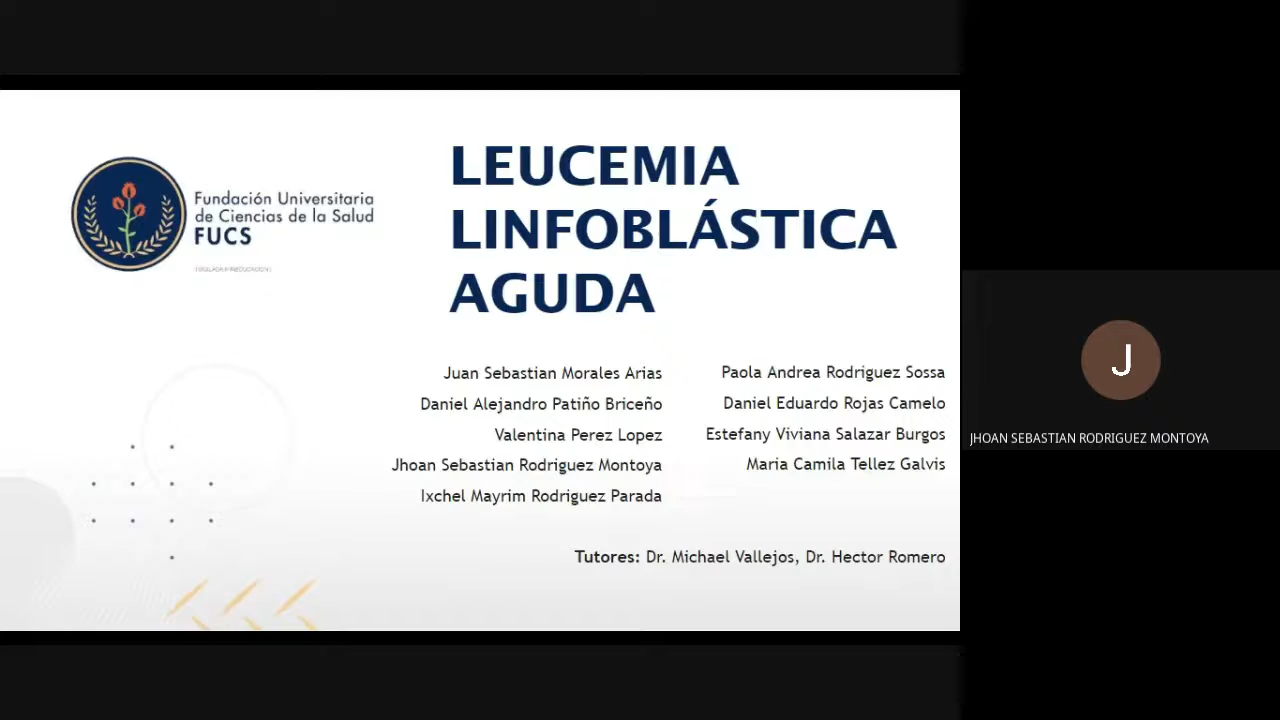 LEUCEMIA
LINFOBLÁSTICA
AGUDA
Fundación Universitaria
de Ciencias de la Salud
FUCS
Juan Sebastian Morales Arias
Daniel Alejandro Patiño Briceño
Valentina Perez Lopez
Jhoan Sebastian Rodriguez Montoya
Ixchel Mayrim Rodriguez Parada
Paola Andrea Rodriguez Sossa
Daniel Eduardo Rojas Camelo
Estefany Viviana Salazar Burgos
Maria Camila Tellez Galvis
Tutores: Dr. Michael Vallejos, Dr. Hector Romero
J
JHOAN SEBASTIAN RODRIGUEZ MONTOYA